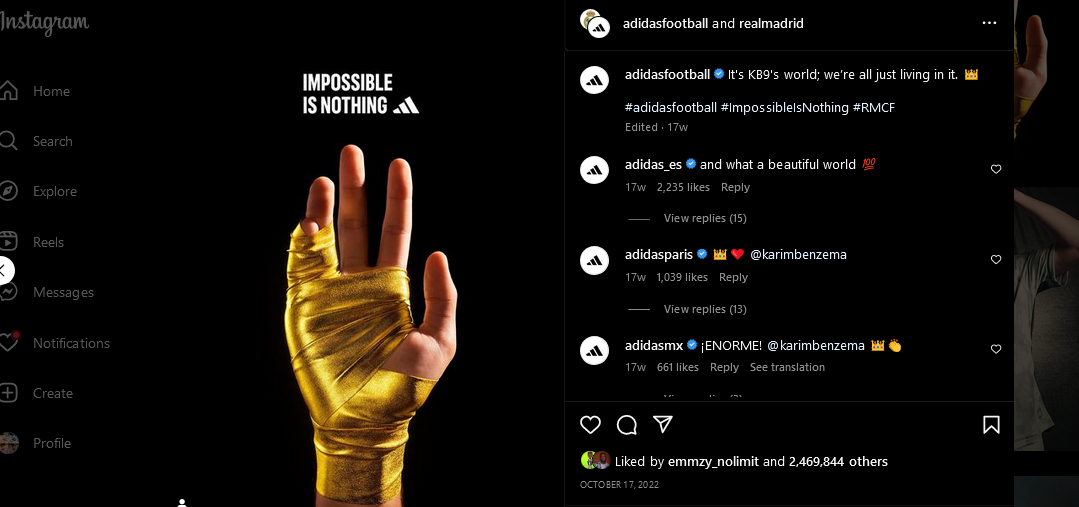 Instagram
Home
Search
Explore
Reels
Messages
Notifications
Create
Profile
IMPOSSIBLE
IS NOTHING
adidasfootball and realmadrid
adidasfootball It's KB9's world; we're all just living in it. 👑
#adidasfootball #ImpossibleIsNothing #RMCF
Edited · 17w
adidas_es and what a beautiful world 💯
17w 2,235 likes Reply
View replies (15)
adidasparis 👑 ❤️ @karimbenzema
17w 1,039 likes Reply
View replies (13)
adidasmx ¡ENORME! @karimbenzema 👑👏
17w 661 likes Reply See translation
Liked by emmzy_nolimit and 2,469,844 others
OCTOBER 17, 2022